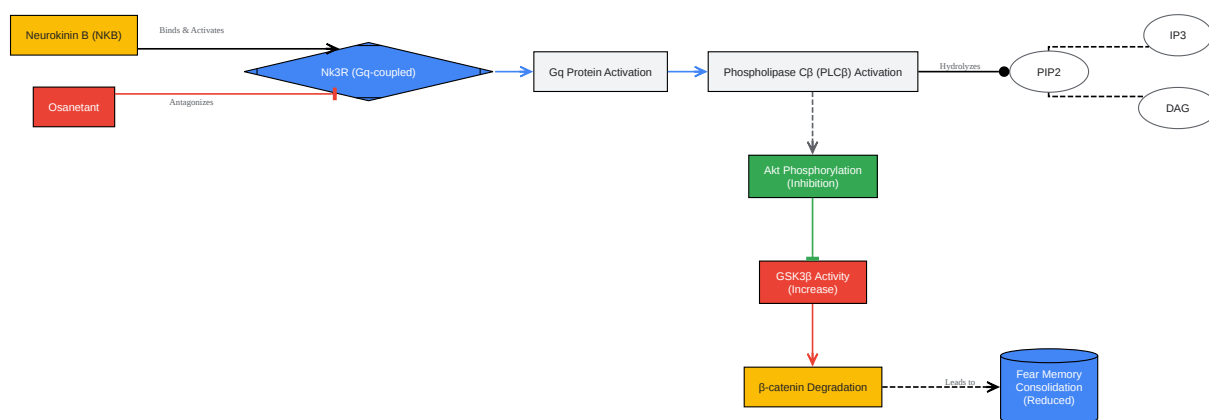 Neurokinin B (NKB)
Binds & Activates
Osanetant
Antagonizes
Nk3R (Gq-coupled)
Gq Protein Activation
Phospholipase Cβ (PLCβ) Activation
Hydrolyzes
PIP2
IP3
DAG
Akt Phosphorylation
(Inhibition)
GSK3β Activity
(Increase)
β-catenin Degradation
Leads to
Fear Memory
Consolidation
(Reduced)